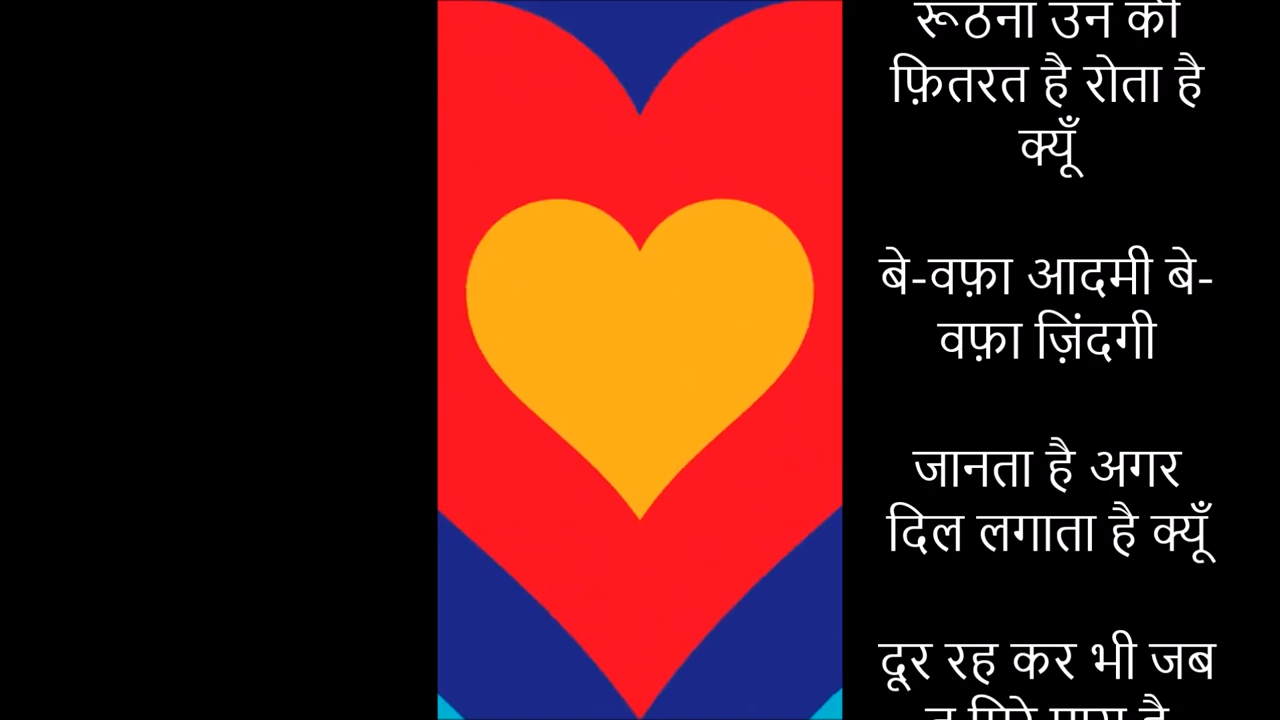 रूठना उन की
फ़ितरत है रोता है
क्यूँ
बे-वफ़ा आदमी बे-
वफ़ा ज़िंदगी
जानता है अगर
दिल लगाता है क्यूँ
दूर रह कर भी जब